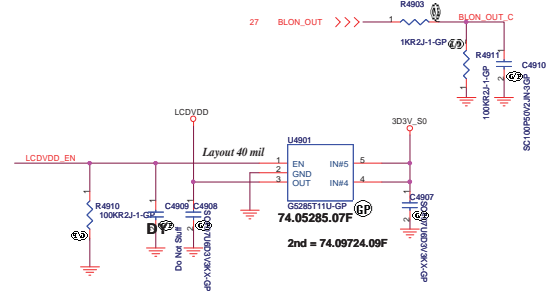 R4903
27 BLON_OUT
1 2
BLON_OUT_C
1KR2J-1-GP
R4911
100KR2J-1-GP
C4910
SC100P50V2JN-3GP
LCDVDD
3D3V_S0
Layout 40 mil
U4901
LCDVDD_EN
1 EN IN#5 5
2 GND
3 OUT IN#4 4
G5285T11U-GP
GP
74.05285.07F
2nd = 74.09724.09F
R4910
100KR2J-1-GP
C4909
DY
Do Not Stuff
C4908
C4907